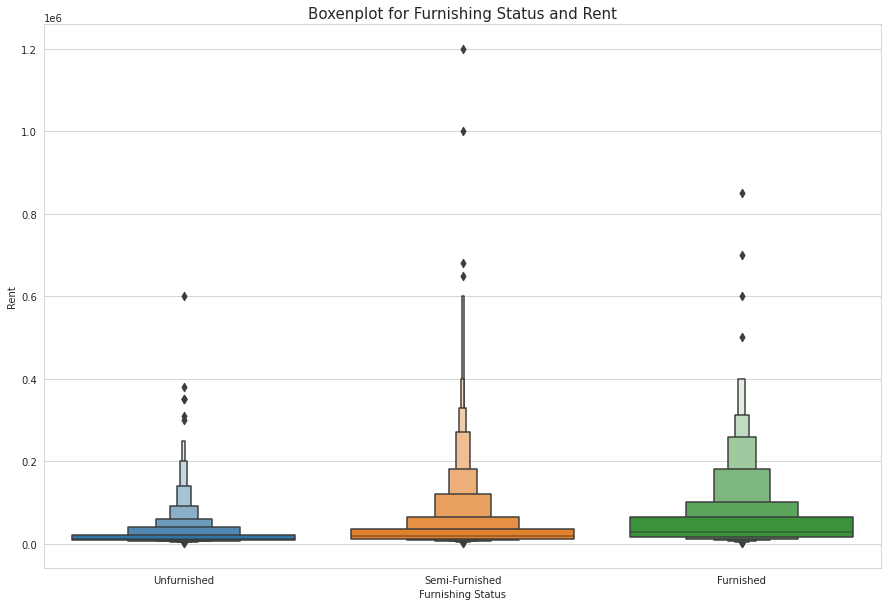 Boxenplot for Furnishing Status and Rent
1e6
1.2
1.0
0.8
0.6
0.4
0.2
0.0
Rent
Unfurnished
Semi-Furnished
Furnished
Furnishing Status